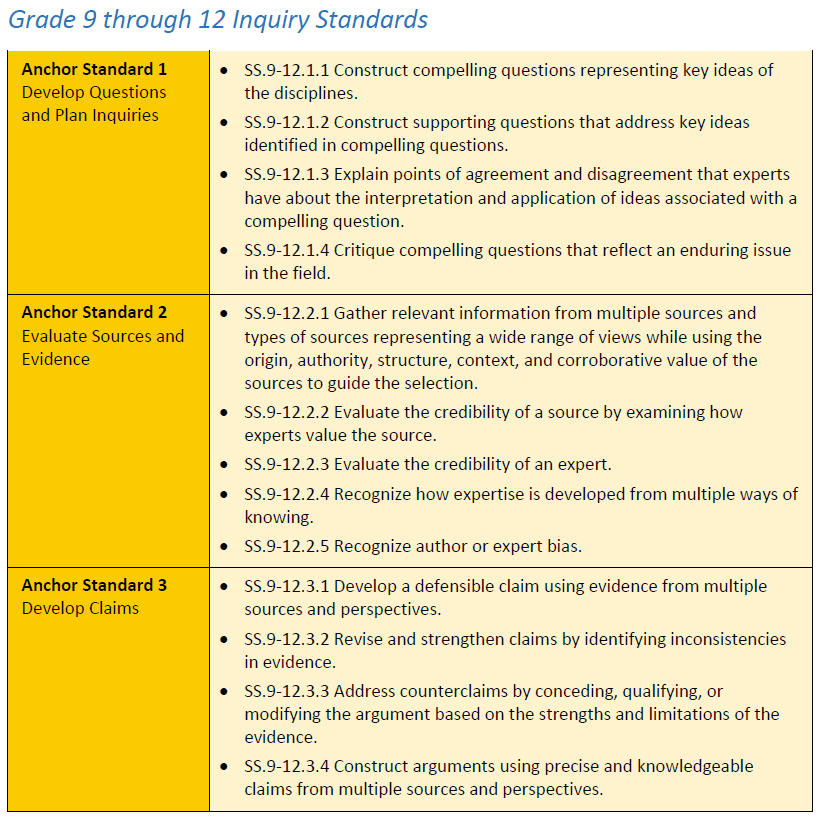 Grade 9 through 12 Inquiry Standards
Anchor Standard 1
Develop Questions
and Plan Inquiries
• SS.9-12.1.1 Construct compelling questions representing key ideas of
the disciplines.
• SS.9-12.1.2 Construct supporting questions that address key ideas
identified in compelling questions.
• SS.9-12.1.3 Explain points of agreement and disagreement that experts
have about the interpretation and application of ideas associated with a
compelling question.
• SS.9-12.1.4 Critique compelling questions that reflect an enduring issue
in the field.
Anchor Standard 2
Evaluate Sources and
Evidence
• SS.9-12.2.1 Gather relevant information from multiple sources and
types of sources representing a wide range of views while using the
origin, authority, structure, context, and corroborative value of the
sources to guide the selection.
• SS.9-12.2.2 Evaluate the credibility of a source by examining how
experts value the source.
• SS.9-12.2.3 Evaluate the credibility of an expert.
• SS.9-12.2.4 Recognize how expertise is developed from multiple ways of
knowing.
• SS.9-12.2.5 Recognize author or expert bias.
Anchor Standard 3
Develop Claims
• SS.9-12.3.1 Develop a defensible claim using evidence from multiple
sources and perspectives.
• SS.9-12.3.2 Revise and strengthen claims by identifying inconsistencies
in evidence.
• SS.9-12.3.3 Address counterclaims by conceding, qualifying, or
modifying the argument based on the strengths and limitations of the
evidence.
• SS.9-12.3.4 Construct arguments using precise and knowledgeable
claims from multiple sources and perspectives.